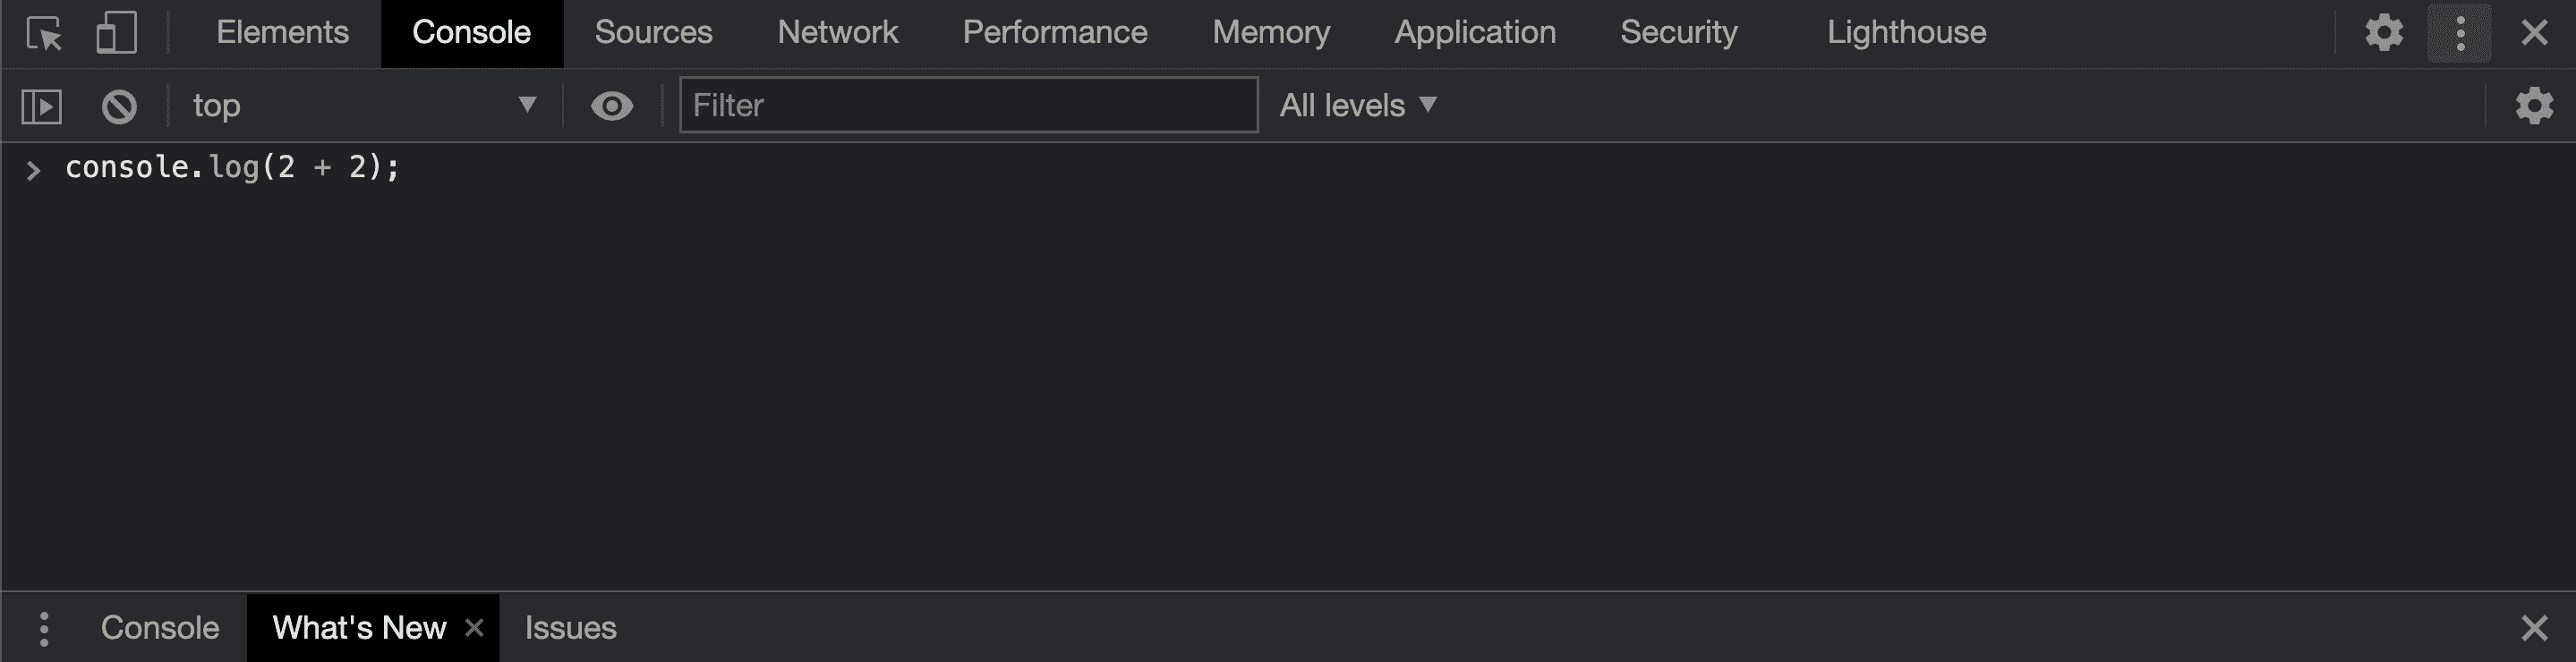 Elements Console Sources Network Performance Memory Application Security Lighthouse
top Filter All levels
> console.log(2 + 2);
Console What's New Issues